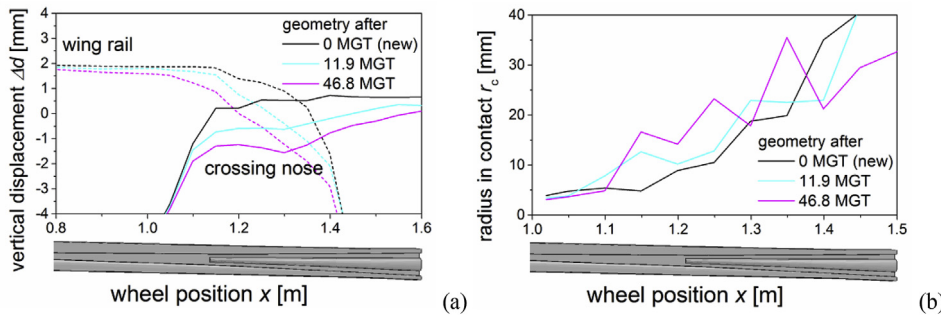 vertical displacement Δd [mm]
4
3
2
1
0
-1
-2
-3
-4
wing rail
geometry after
0 MGT (new)
11.9 MGT
46.8 MGT
crossing nose
0.8 1.0 1.2 1.4 1.6
wheel position x [m]
(a)
radius in contact r_c [mm]
40
30
20
10
0
geometry after
0 MGT (new)
11.9 MGT
46.8 MGT
1.0 1.1 1.2 1.3 1.4 1.5
wheel position x [m]
(b)